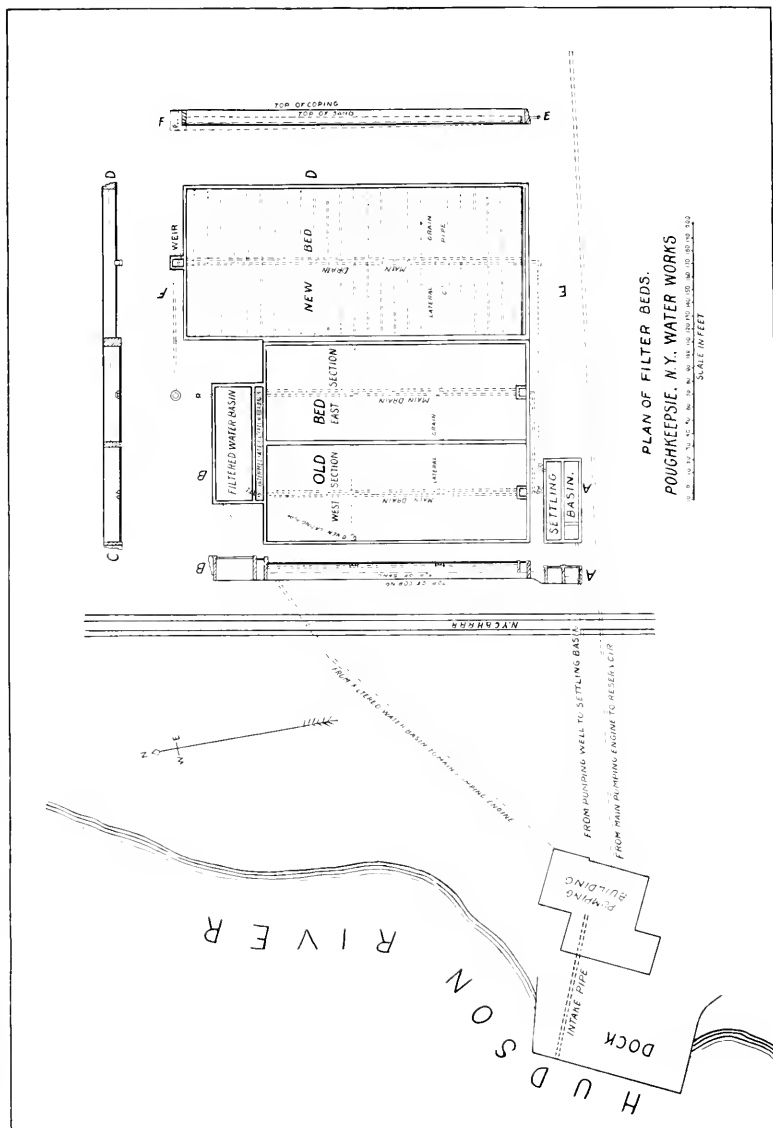 TOP OF COPING
TOP OF SAND
F
E
D
D
WEIR
F
NEW BED
MAIN DRAIN
LATERAL
GRAIN
PIPE
E
FILTERED WATER BASIN
B
OLD BED
EAST SECTION
WEST SECTION
MAIN DRAIN
MAIN DRAIN
LATERAL
GRAIN
SETTLING
BASIN.
A
C
B
A
PLAN OF FILTER BEDS.
POUGHKEEPSIE, N.Y., WATER WORKS
SCALE IN FEET
N.Y.C.&H.R.R.R.
N
W
E
FROM FILTERED WATER BASIN TO MAIN PUMPING ENGINE
FROM PUMPING WELL TO SETTLING BASIN
FROM MAIN PUMPING ENGINE TO RESERVOIR
PUMPING
BUILDING
INTAKE PIPE
DOCK
HUDSON RIVER